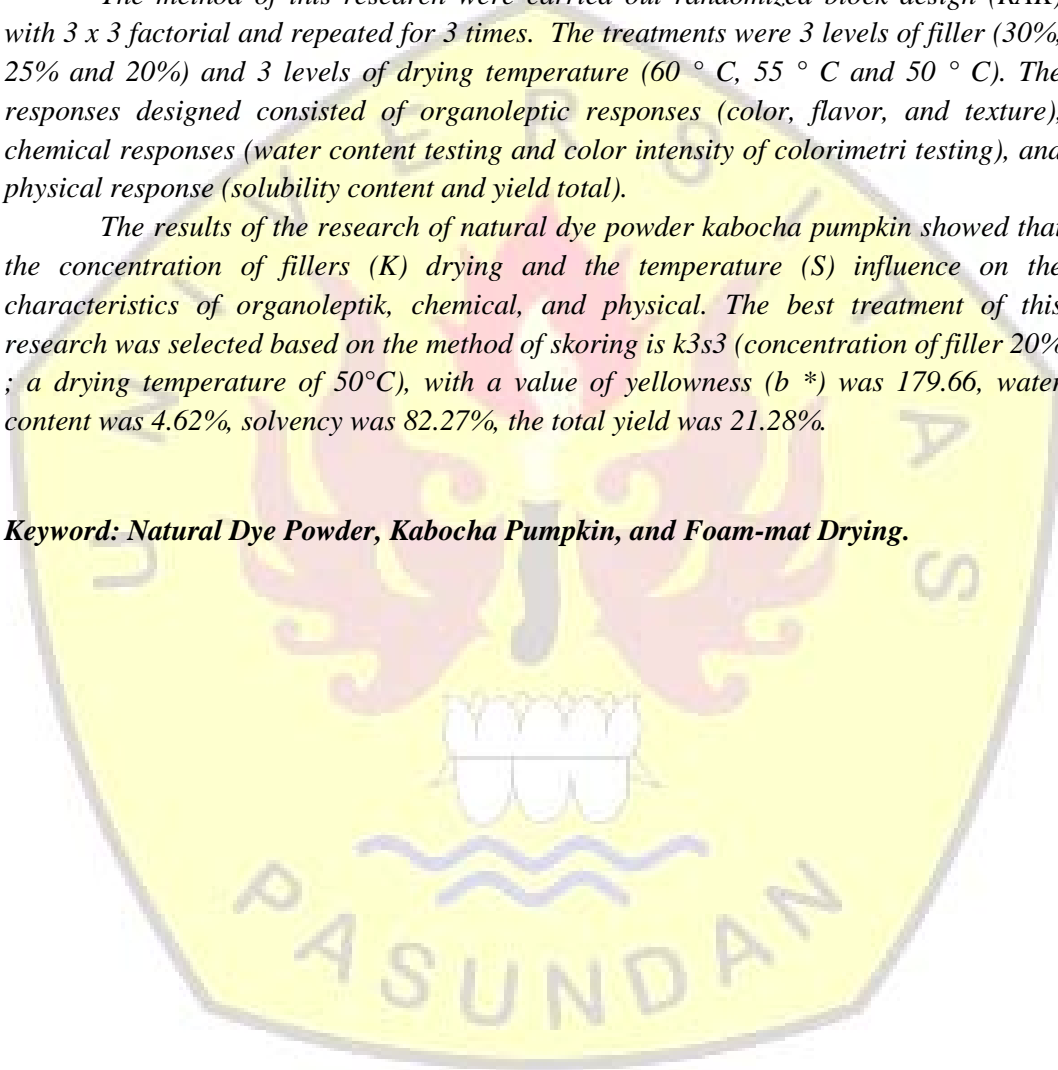 The method of this research were carried out randomized block design (RAK)
with 3 x 3 factorial and repeated for 3 times. The treatments were 3 levels of filler (30%,
25% and 20%) and 3 levels of drying temperature (60 ° C, 55 ° C and 50 ° C). The
responses designed consisted of organoleptic responses (color, flavor, and texture),
chemical responses (water content testing and color intensity of colorimetri testing), and
physical response (solubility content and yield total).
The results of the research of natural dye powder kabocha pumpkin showed that
the concentration of fillers (K) drying and the temperature (S) influence on the
characteristics of organoleptik, chemical, and physical. The best treatment of this
research was selected based on the method of skoring is k3s3 (concentration of filler 20%
; a drying temperature of 50°C), with a value of yellowness (b *) was 179.66, water
content was 4.62%, solvency was 82.27%, the total yield was 21.28%.
Keyword: Natural Dye Powder, Kabocha Pumpkin, and Foam-mat Drying.
UNIVERSITAS
PASUNDAN